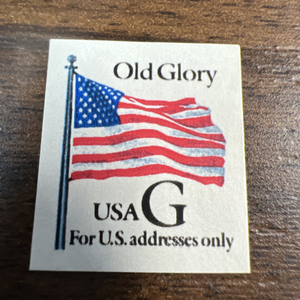 Old Glory
USA G
For U.S. addresses only